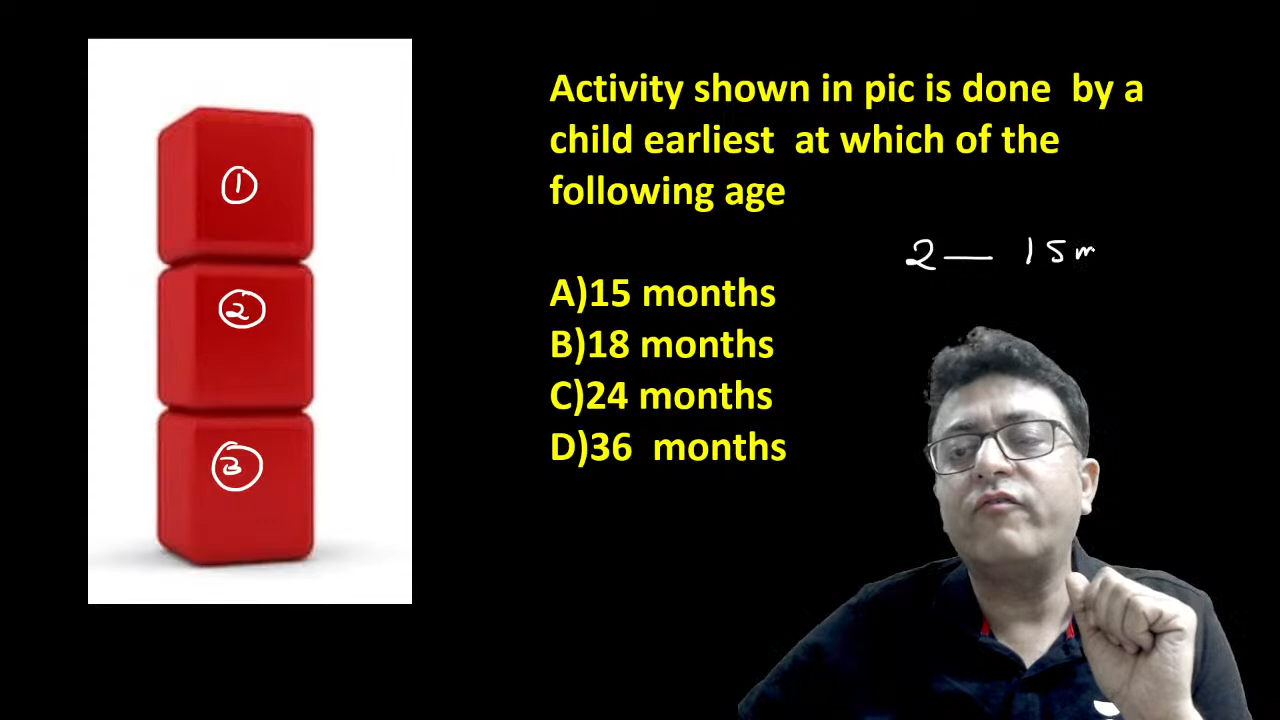 Activity shown in pic is done by a
child earliest at which of the
following age
2 — 15 m
A)15 months
B)18 months
C)24 months
D)36 months
1
2
3